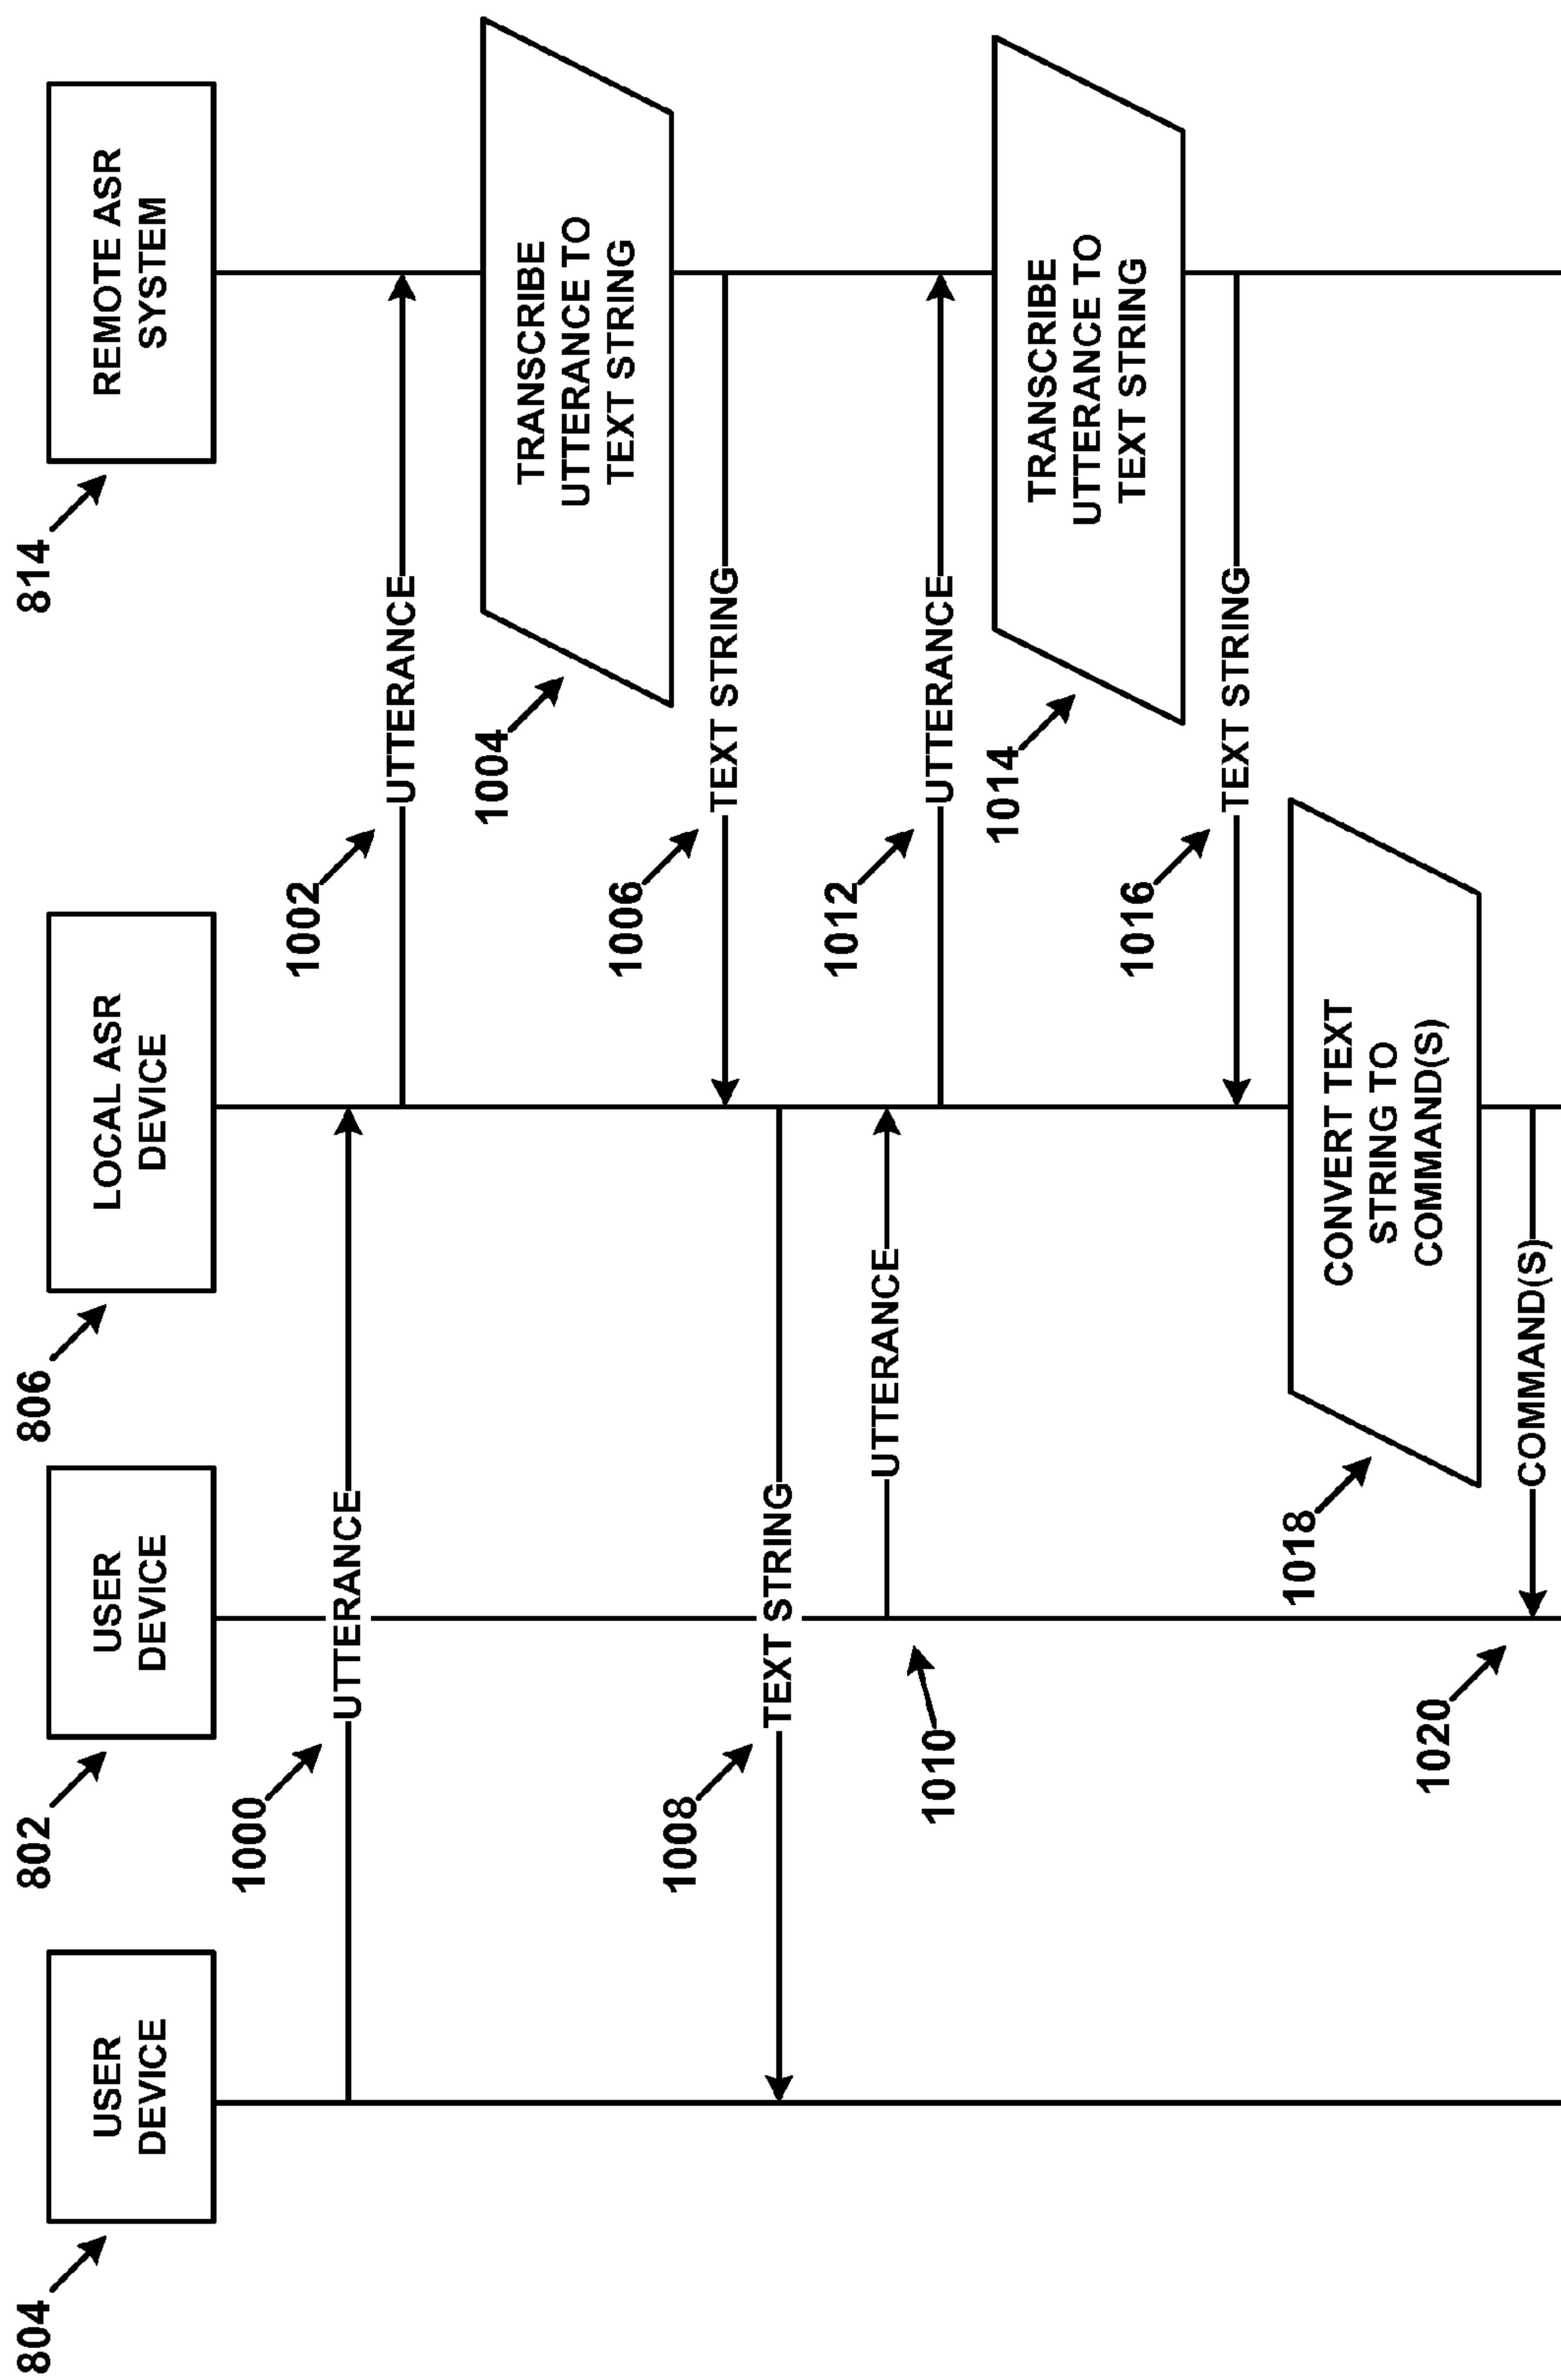 804
USER
DEVICE
802
USER
DEVICE
806
LOCAL ASR
DEVICE
814
REMOTE ASR
SYSTEM
1000
UTTERANCE
1002
UTTERANCE
1004
TRANSCRIBE
UTTERANCE TO
TEXT STRING
1006
TEXT STRING
1008
TEXT STRING
1010
UTTERANCE
1012
UTTERANCE
1014
TRANSCRIBE
UTTERANCE TO
TEXT STRING
1016
TEXT STRING
1018
CONVERT TEXT
STRING TO
COMMAND(S)
1020
COMMAND(S)